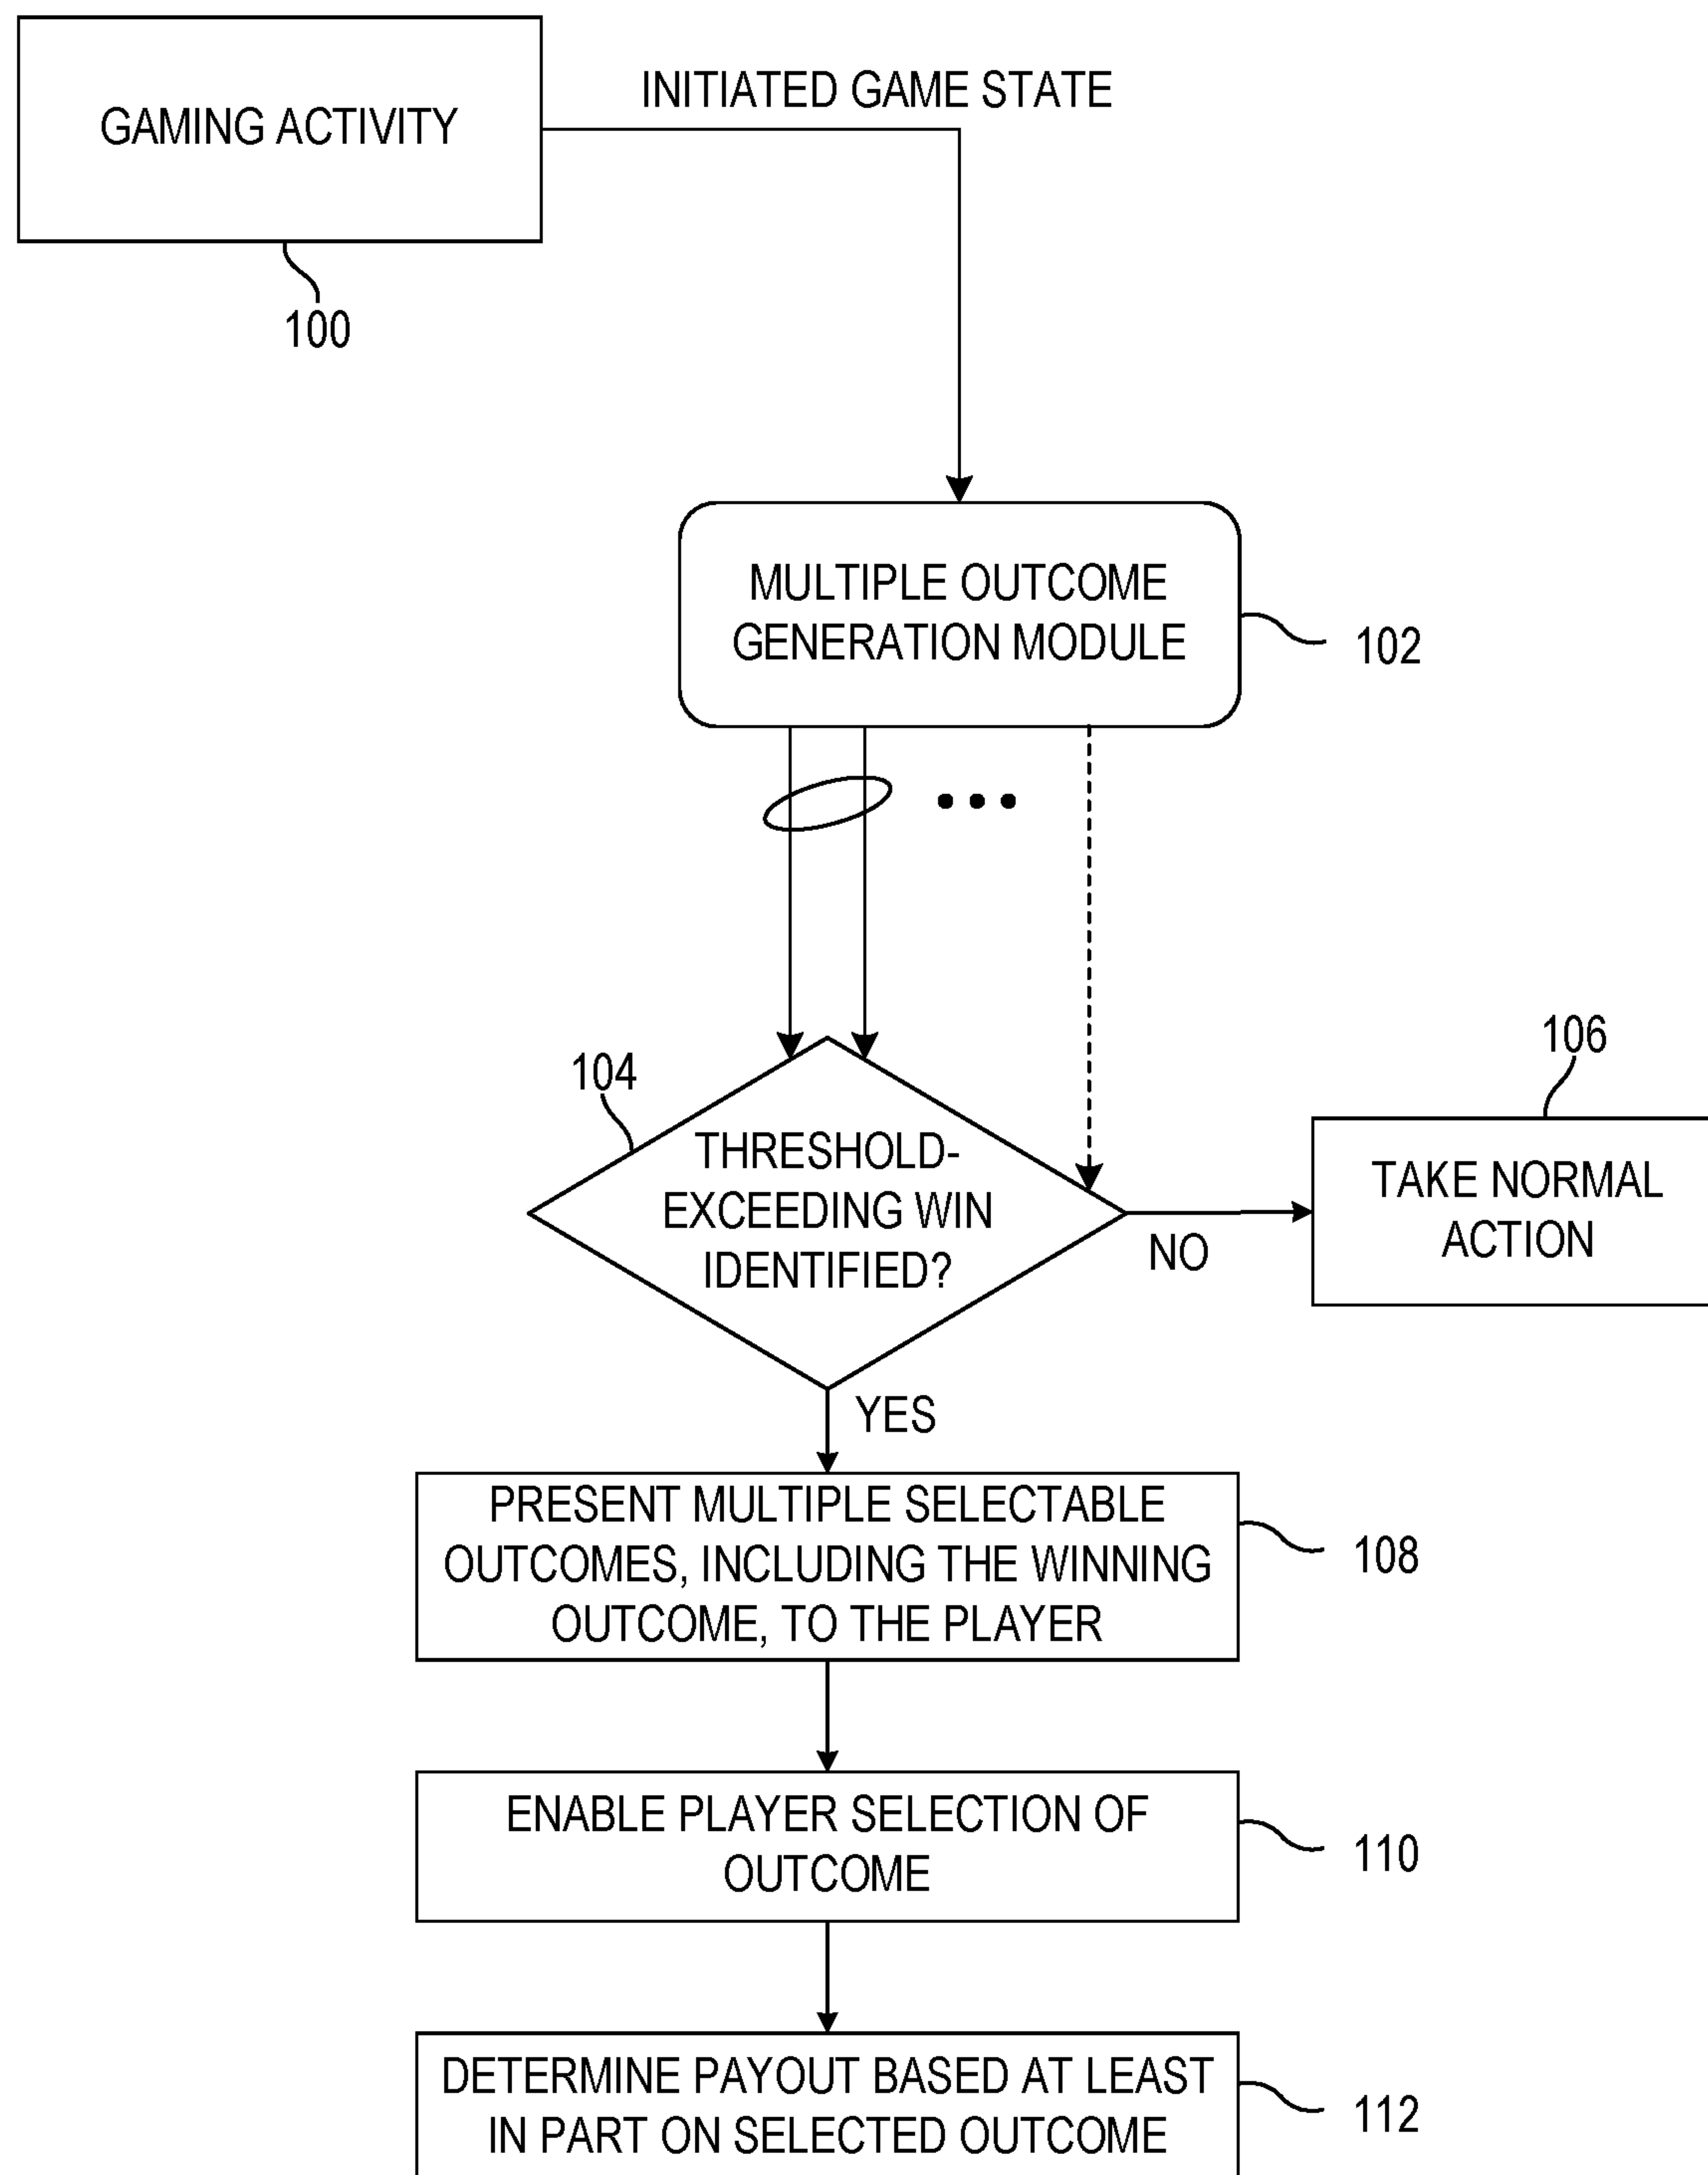 GAMING ACTIVITY
INITIATED GAME STATE
100
MULTIPLE OUTCOME
GENERATION MODULE
102
104
THRESHOLD-
EXCEEDING WIN
IDENTIFIED?
106
TAKE NORMAL
ACTION
NO
YES
PRESENT MULTIPLE SELECTABLE
OUTCOMES, INCLUDING THE WINNING
OUTCOME, TO THE PLAYER
108
ENABLE PLAYER SELECTION OF
OUTCOME
110
DETERMINE PAYOUT BASED AT LEAST
IN PART ON SELECTED OUTCOME
112